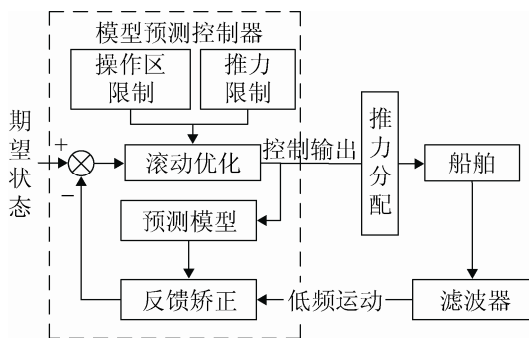 模型预测控制器
操作区
限制
推力
限制
期望状态
+
−
滚动优化
控制输出
推力分配
船舶
预测模型
反馈矫正
低频运动
滤波器